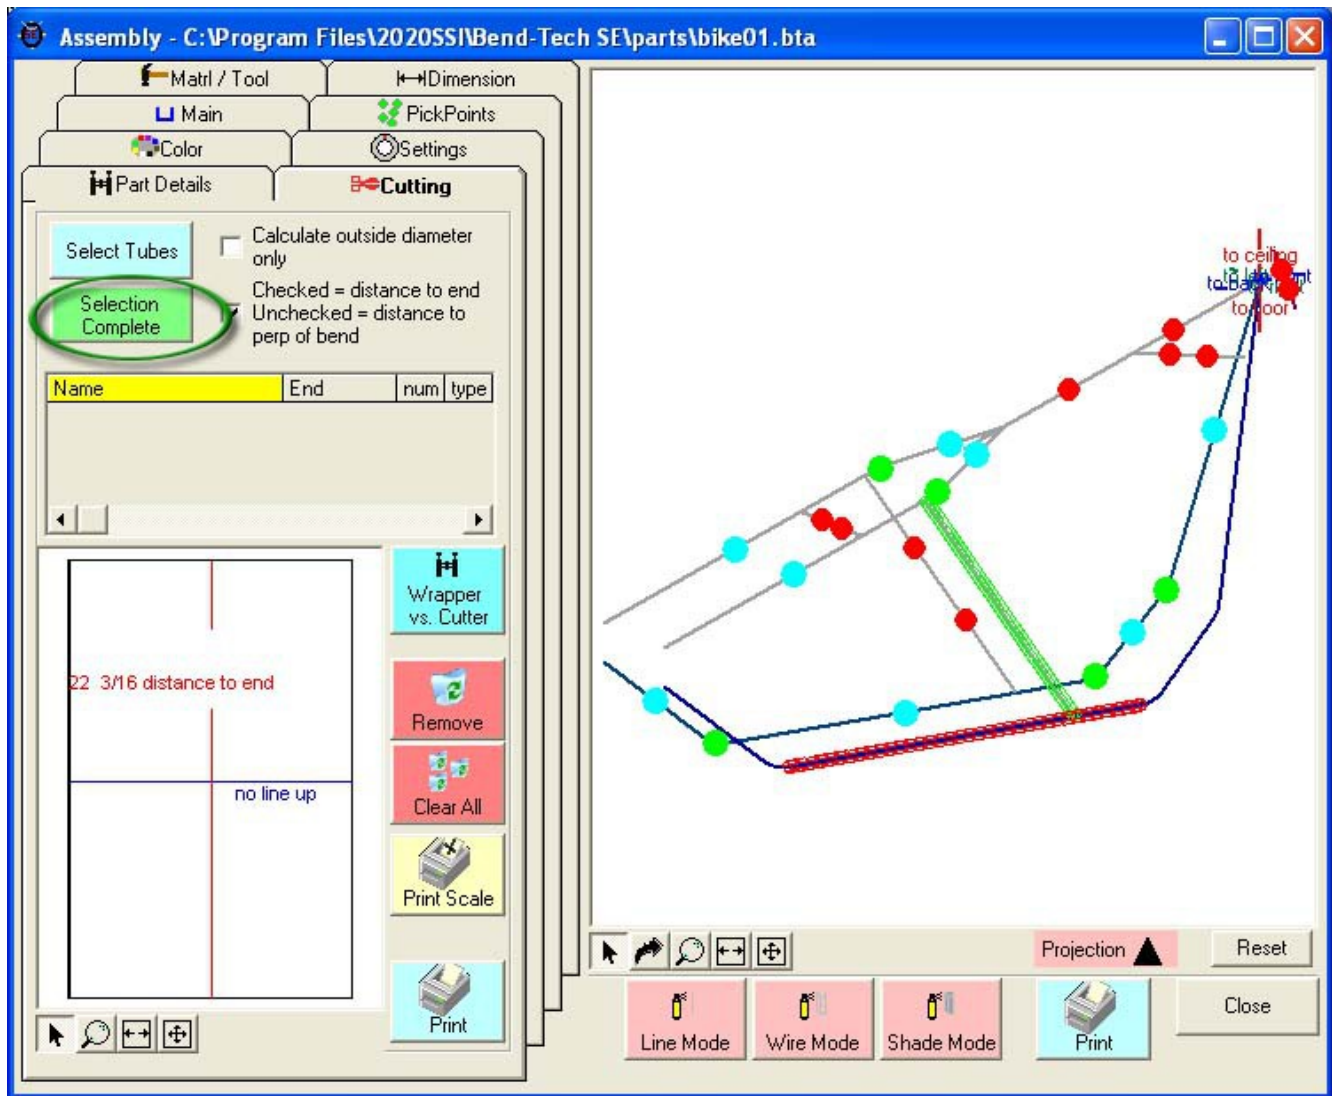 Assembly - C:\Program Files\2020SSI\Bend-Tech SE\parts\bike01.bta
Matrl / Tool
Dimension
Main
PickPoints
Color
Settings
Part Details
Cutting
Select Tubes
Calculate outside diameter
only
Selection
Complete
Checked = distance to end
Unchecked = distance to
perp of bend
Name End num type
22 3/16 distance to end
no line up
Wrapper
vs. Cutter
Remove
Clear All
Print Scale
Print
to ceiling
to floor
Projection
Reset
Line Mode
Wire Mode
Shade Mode
Print
Close